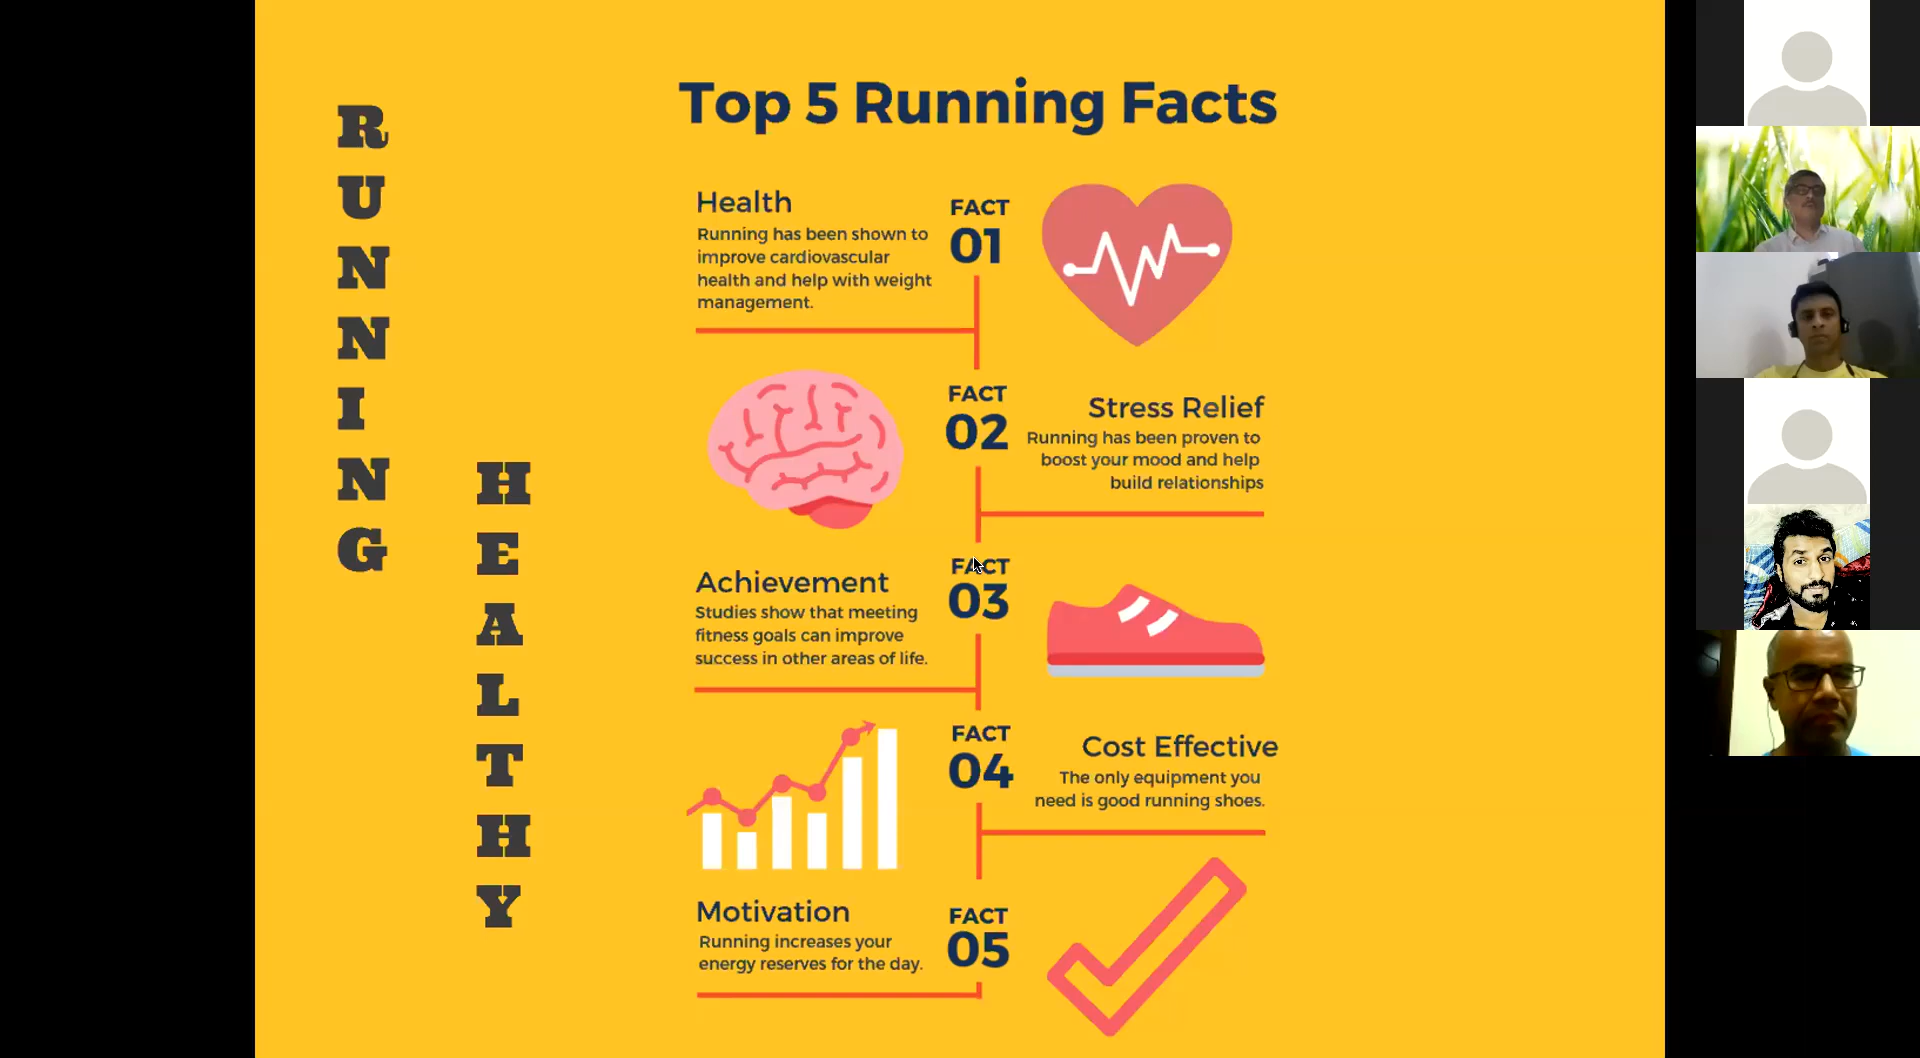 RUNNING
HEALTHY
Top 5 Running Facts
Health
Running has been shown to
improve cardiovascular
health and help with weight
management.
FACT
01
FACT
02
Stress Relief
Running has been proven to
boost your mood and help
build relationships
Achievement
Studies show that meeting
fitness goals can improve
success in other areas of life.
FACT
03
FACT
04
Cost Effective
The only equipment you
need is good running shoes.
Motivation
Running increases your
energy reserves for the day.
FACT
05